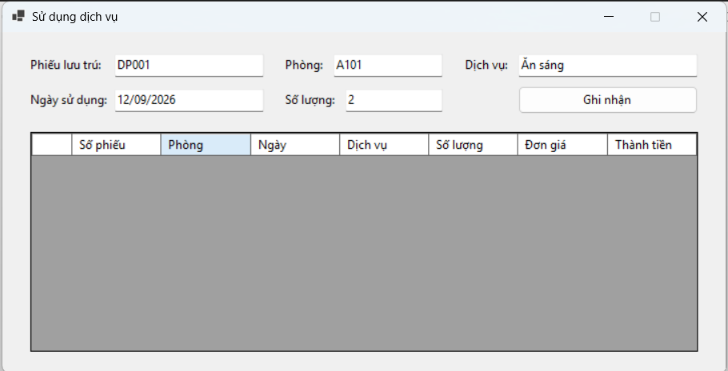 Sử dụng dịch vụ
Phiếu lưu trú: DP001 Phòng: A101 Dịch vụ: Ăn sáng
Ngày sử dụng: 12/09/2026 Số lượng: 2 Ghi nhận
Số phiếu Phòng Ngày Dịch vụ Số lượng Đơn giá Thành tiền